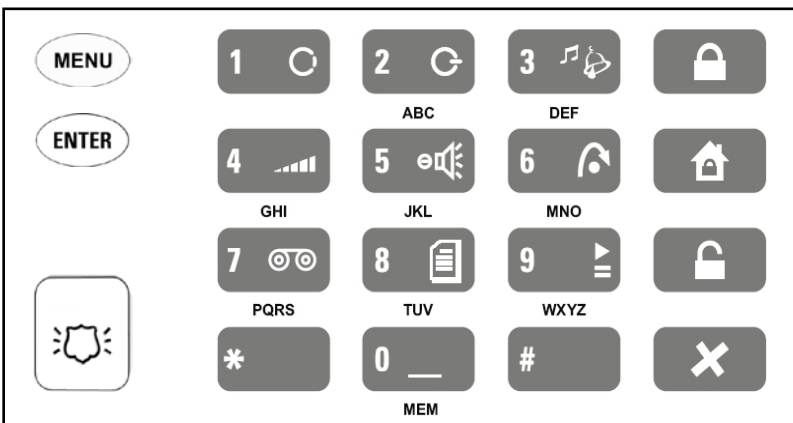 MENU
1
2
3
ABC
DEF
ENTER
4
5
6
GHI
JKL
MNO
7
8
9
PQRS
TUV
WXYZ
*
0 _
#
MEM